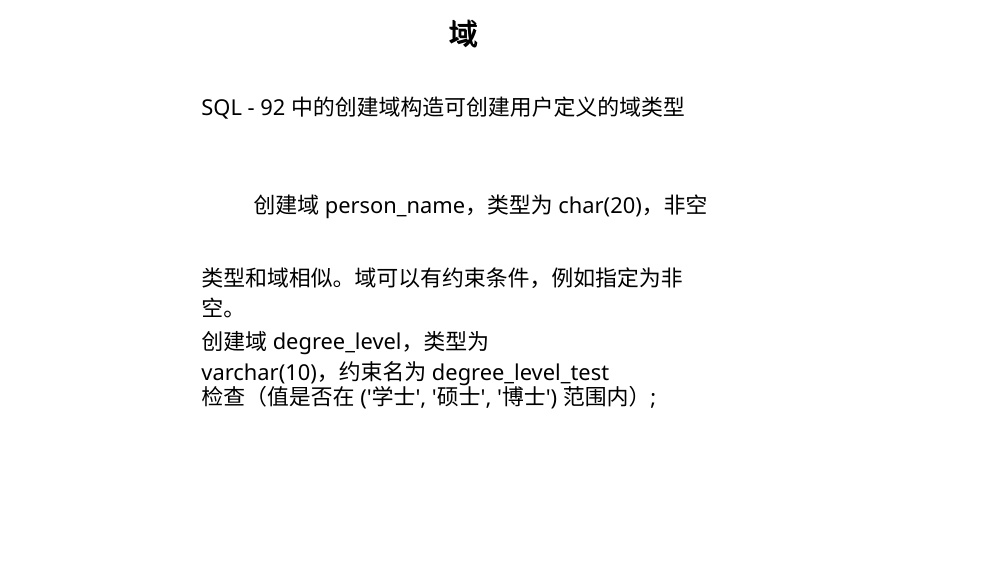 域
SQL - 92 中的创建域构造可创建用户定义的域类型
创建域 person_name，类型为 char(20)，非空
类型和域相似。域可以有约束条件，例如指定为非
空。
创建域 degree_level，类型为
varchar(10)，约束名为 degree_level_test
检查（值是否在 ('学士', '硕士', '博士') 范围内）;